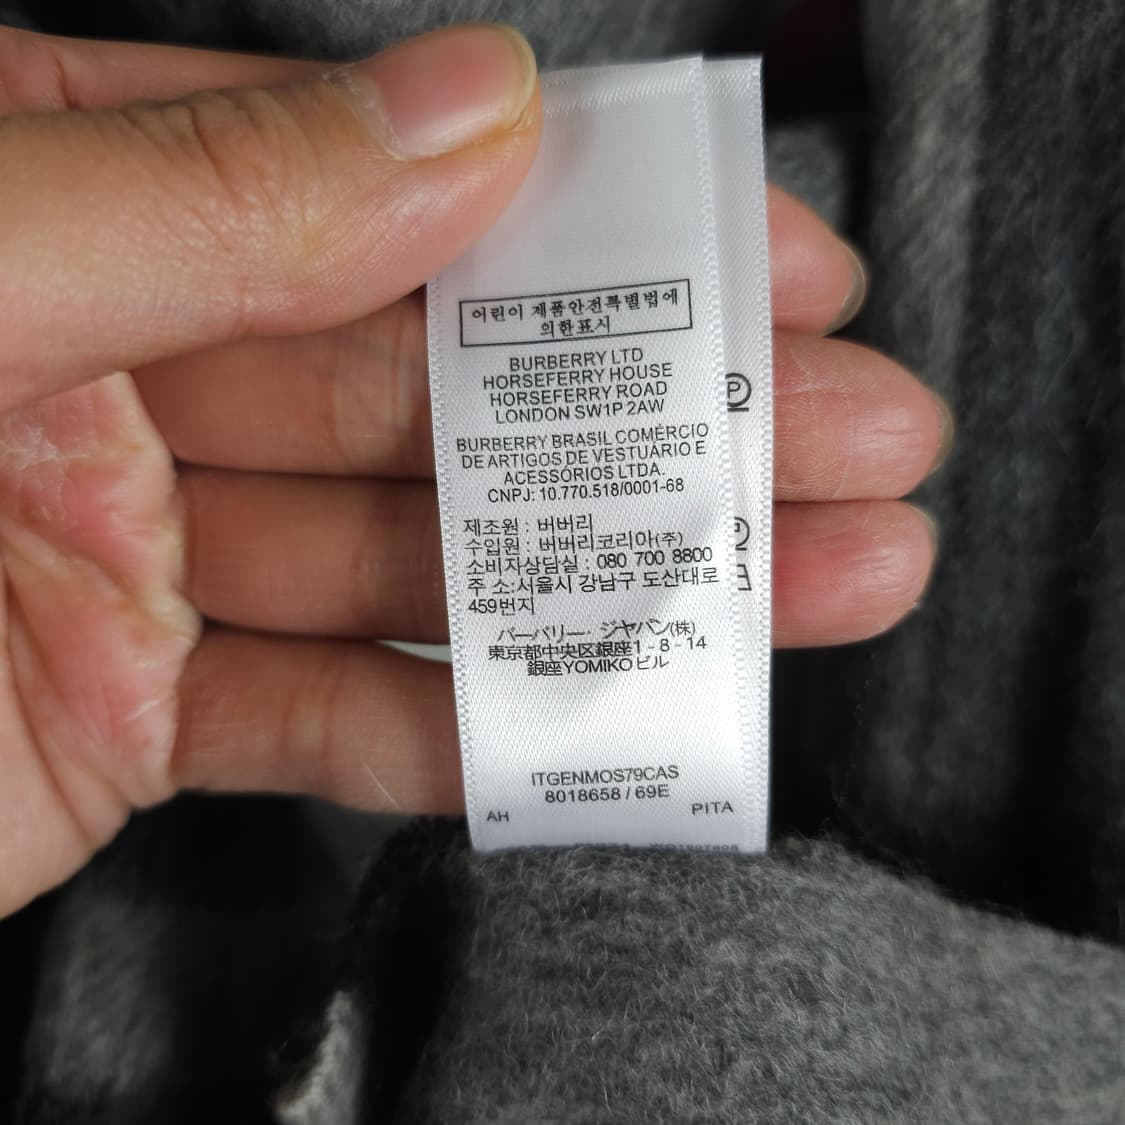 어린이 제품안전특별법에
의한표시
BURBERRY LTD
HORSEFERRY HOUSE
HORSEFERRY ROAD
LONDON SW1P 2AW
BURBERRY BRASIL COMÉRCIO
DE ARTIGOS DE VESTUÁRIO E
ACESSÓRIOS LTDA.
CNPJ: 10.770.518/0001-68
제조원 : 버버리
수입원 : 버버리코리아(주)
소비자상담실 : 080 700 8800
주 소:서울시 강남구 도산대로
459번지
バーバリー・ジャパン(株)
東京都中央区銀座1-8-14
銀座YOMIKOビル
ITGENMOS79CAS
8018658 / 69E
AH PITA
P
P